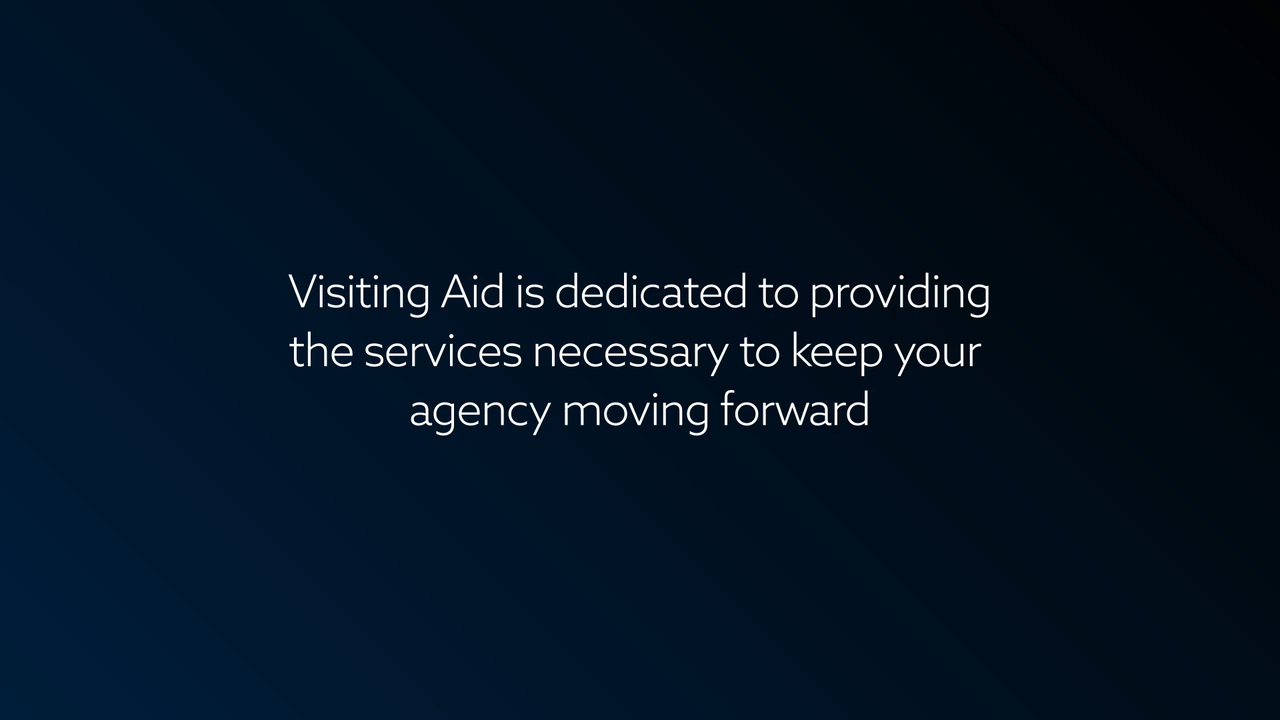 Visiting Aid is dedicated to providing
the services necessary to keep your
agency moving forward